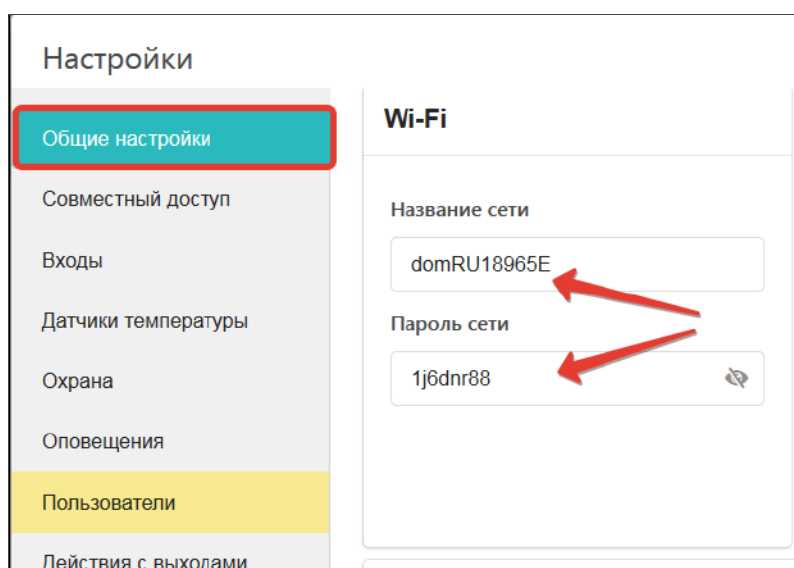 Настройки
Общие настройки
Совместный доступ
Входы
Датчики температуры
Охрана
Оповещения
Пользователи
Действия с выходами
Wi-Fi
Название сети
domRU18965E
Пароль сети
1j6dnr88